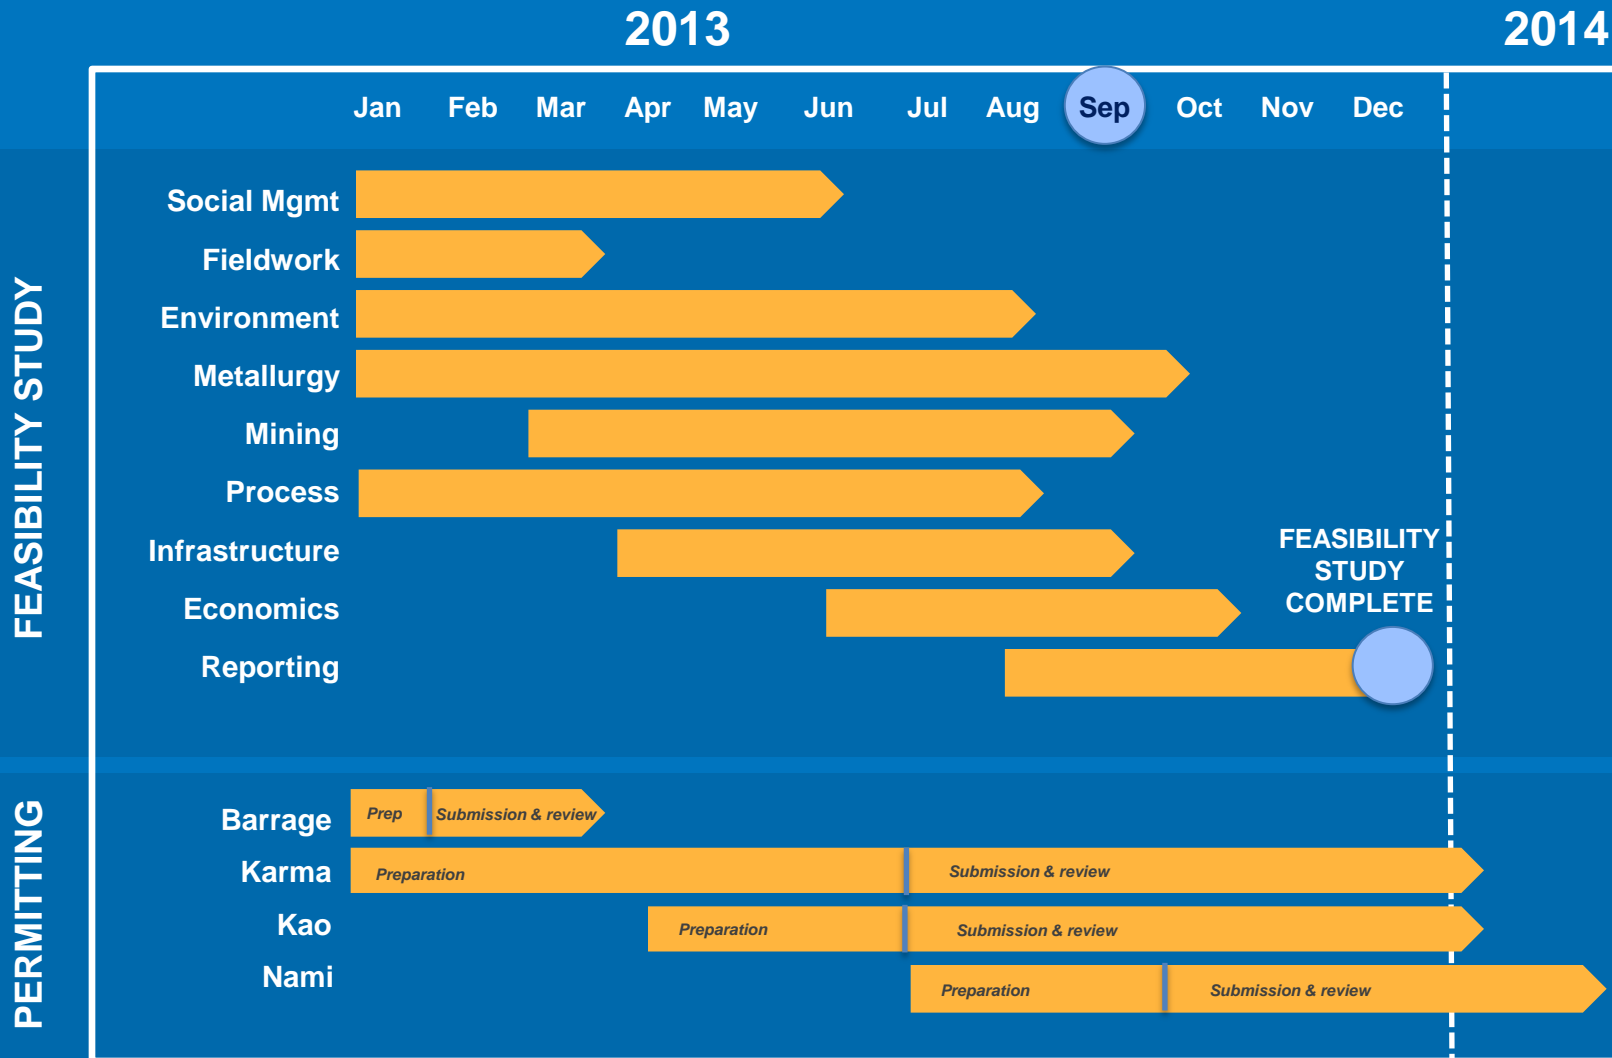 2013
2014
Jan Feb Mar Apr May Jun Jul Aug Sep Oct Nov Dec
FEASIBILITY STUDY
Social Mgmt
Fieldwork
Environment
Metallurgy
Mining
Process
Infrastructure
Economics
Reporting
FEASIBILITY
STUDY
COMPLETE
PERMITTING
Barrage
Prep
Submission & review
Karma
Preparation
Submission & review
Kao
Preparation
Submission & review
Nami
Preparation
Submission & review